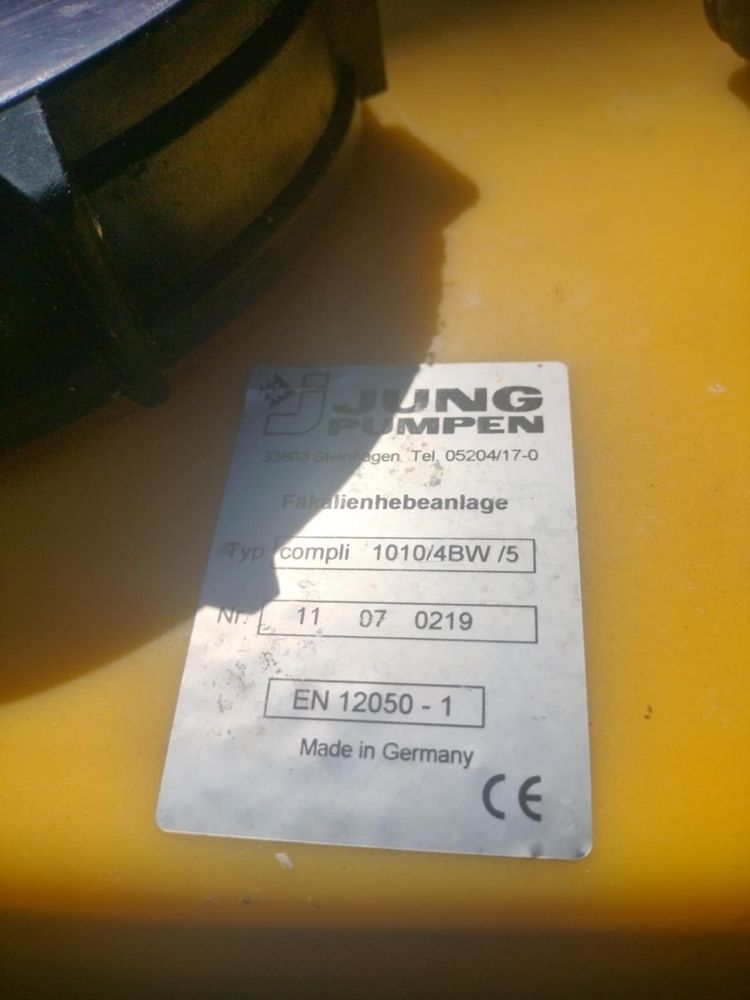 JUNG
PUMPEN
33803 Steinhagen Tel. 05204/17-0
Fäkalienhebeanlage
Typ compli 1010/4BW /5
Nr. 11 07 0219
EN 12050 - 1
Made in Germany
CE